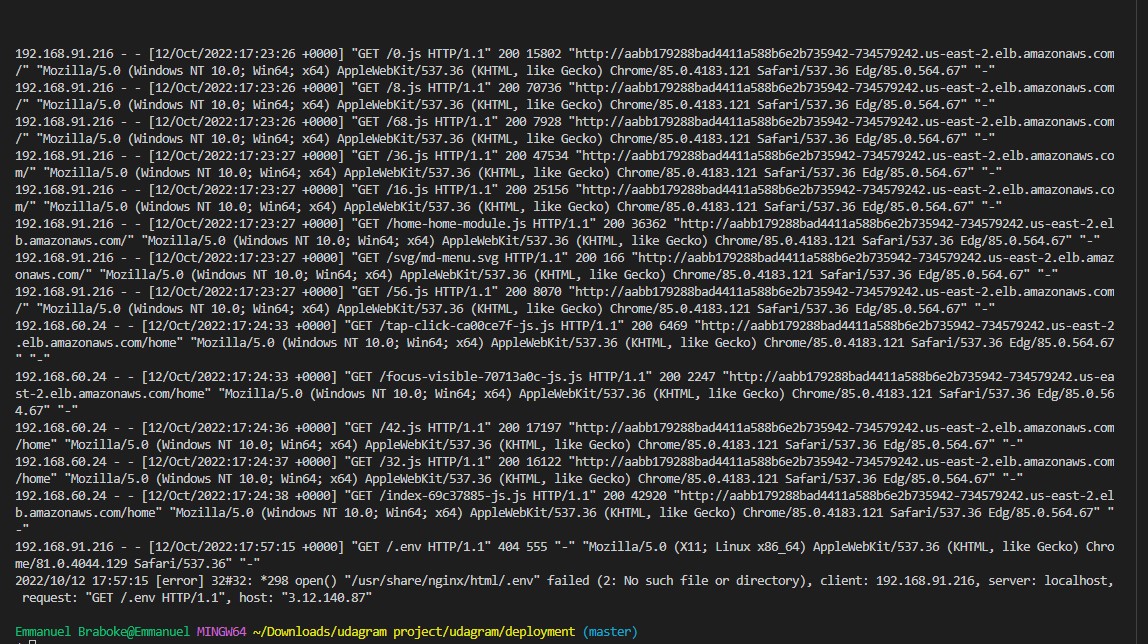 192.168.91.216 - - [12/Oct/2022:17:23:26 +0000] "GET /0.js HTTP/1.1" 200 15802 "http://aabb179288bad4411a588b6e2b735942-734579242.us-east-2.elb.amazonaws.com
/" "Mozilla/5.0 (Windows NT 10.0; Win64; x64) AppleWebKit/537.36 (KHTML, like Gecko) Chrome/85.0.4183.121 Safari/537.36 Edg/85.0.564.67" "-"
192.168.91.216 - - [12/Oct/2022:17:23:26 +0000] "GET /8.js HTTP/1.1" 200 70736 "http://aabb179288bad4411a588b6e2b735942-734579242.us-east-2.elb.amazonaws.com
/" "Mozilla/5.0 (Windows NT 10.0; Win64; x64) AppleWebKit/537.36 (KHTML, like Gecko) Chrome/85.0.4183.121 Safari/537.36 Edg/85.0.564.67" "-"
192.168.91.216 - - [12/Oct/2022:17:23:26 +0000] "GET /68.js HTTP/1.1" 200 7928 "http://aabb179288bad4411a588b6e2b735942-734579242.us-east-2.elb.amazonaws.com
/" "Mozilla/5.0 (Windows NT 10.0; Win64; x64) AppleWebKit/537.36 (KHTML, like Gecko) Chrome/85.0.4183.121 Safari/537.36 Edg/85.0.564.67" "-"
192.168.91.216 - - [12/Oct/2022:17:23:27 +0000] "GET /36.js HTTP/1.1" 200 47534 "http://aabb179288bad4411a588b6e2b735942-734579242.us-east-2.elb.amazonaws.co
m/" "Mozilla/5.0 (Windows NT 10.0; Win64; x64) AppleWebKit/537.36 (KHTML, like Gecko) Chrome/85.0.4183.121 Safari/537.36 Edg/85.0.564.67" "-"
192.168.91.216 - - [12/Oct/2022:17:23:27 +0000] "GET /16.js HTTP/1.1" 200 25156 "http://aabb179288bad4411a588b6e2b735942-734579242.us-east-2.elb.amazonaws.co
m/" "Mozilla/5.0 (Windows NT 10.0; Win64; x64) AppleWebKit/537.36 (KHTML, like Gecko) Chrome/85.0.4183.121 Safari/537.36 Edg/85.0.564.67" "-"
192.168.91.216 - - [12/Oct/2022:17:23:27 +0000] "GET /home-home-module.js HTTP/1.1" 200 36362 "http://aabb179288bad4411a588b6e2b735942-734579242.us-east-2.el
b.amazonaws.com/" "Mozilla/5.0 (Windows NT 10.0; Win64; x64) AppleWebKit/537.36 (KHTML, like Gecko) Chrome/85.0.4183.121 Safari/537.36 Edg/85.0.564.67" "-"
192.168.91.216 - - [12/Oct/2022:17:23:27 +0000] "GET /svg/md-menu.svg HTTP/1.1" 200 166 "http://aabb179288bad4411a588b6e2b735942-734579242.us-east-2.elb.amaz
onaws.com/" "Mozilla/5.0 (Windows NT 10.0; Win64; x64) AppleWebKit/537.36 (KHTML, like Gecko) Chrome/85.0.4183.121 Safari/537.36 Edg/85.0.564.67" "-"
192.168.91.216 - - [12/Oct/2022:17:23:27 +0000] "GET /56.js HTTP/1.1" 200 8070 "http://aabb179288bad4411a588b6e2b735942-734579242.us-east-2.elb.amazonaws.com
/" "Mozilla/5.0 (Windows NT 10.0; Win64; x64) AppleWebKit/537.36 (KHTML, like Gecko) Chrome/85.0.4183.121 Safari/537.36 Edg/85.0.564.67" "-"
192.168.60.24 - - [12/Oct/2022:17:24:33 +0000] "GET /tap-click-ca00ce7f-js.js HTTP/1.1" 200 6469 "http://aabb179288bad4411a588b6e2b735942-734579242.us-east-2
.elb.amazonaws.com/home" "Mozilla/5.0 (Windows NT 10.0; Win64; x64) AppleWebKit/537.36 (KHTML, like Gecko) Chrome/85.0.4183.121 Safari/537.36 Edg/85.0.564.67
" "-"
192.168.60.24 - - [12/Oct/2022:17:24:33 +0000] "GET /focus-visible-70713a0c-js.js HTTP/1.1" 200 2247 "http://aabb179288bad4411a588b6e2b735942-734579242.us-ea
st-2.elb.amazonaws.com/home" "Mozilla/5.0 (Windows NT 10.0; Win64; x64) AppleWebKit/537.36 (KHTML, like Gecko) Chrome/85.0.4183.121 Safari/537.36 Edg/85.0.56
4.67" "-"
192.168.60.24 - - [12/Oct/2022:17:24:36 +0000] "GET /42.js HTTP/1.1" 200 17197 "http://aabb179288bad4411a588b6e2b735942-734579242.us-east-2.elb.amazonaws.com
/home" "Mozilla/5.0 (Windows NT 10.0; Win64; x64) AppleWebKit/537.36 (KHTML, like Gecko) Chrome/85.0.4183.121 Safari/537.36 Edg/85.0.564.67" "-"
192.168.60.24 - - [12/Oct/2022:17:24:37 +0000] "GET /32.js HTTP/1.1" 200 16122 "http://aabb179288bad4411a588b6e2b735942-734579242.us-east-2.elb.amazonaws.com
/home" "Mozilla/5.0 (Windows NT 10.0; Win64; x64) AppleWebKit/537.36 (KHTML, like Gecko) Chrome/85.0.4183.121 Safari/537.36 Edg/85.0.564.67" "-"
192.168.60.24 - - [12/Oct/2022:17:24:38 +0000] "GET /index-69c37885-js.js HTTP/1.1" 200 42920 "http://aabb179288bad4411a588b6e2b735942-734579242.us-east-2.el
b.amazonaws.com/home" "Mozilla/5.0 (Windows NT 10.0; Win64; x64) AppleWebKit/537.36 (KHTML, like Gecko) Chrome/85.0.4183.121 Safari/537.36 Edg/85.0.564.67" "
-"
192.168.91.216 - - [12/Oct/2022:17:57:15 +0000] "GET /.env HTTP/1.1" 404 555 "-" "Mozilla/5.0 (X11; Linux x86_64) AppleWebKit/537.36 (KHTML, like Gecko) Chro
me/81.0.4044.129 Safari/537.36" "-"
2022/10/12 17:57:15 [error] 32#32: *298 open() "/usr/share/nginx/html/.env" failed (2: No such file or directory), client: 192.168.91.216, server: localhost,
 request: "GET /.env HTTP/1.1", host: "3.12.140.87"
Emmanuel Braboke@Emmanuel MINGW64 ~/Downloads/udagram project/udagram/deployment (master)